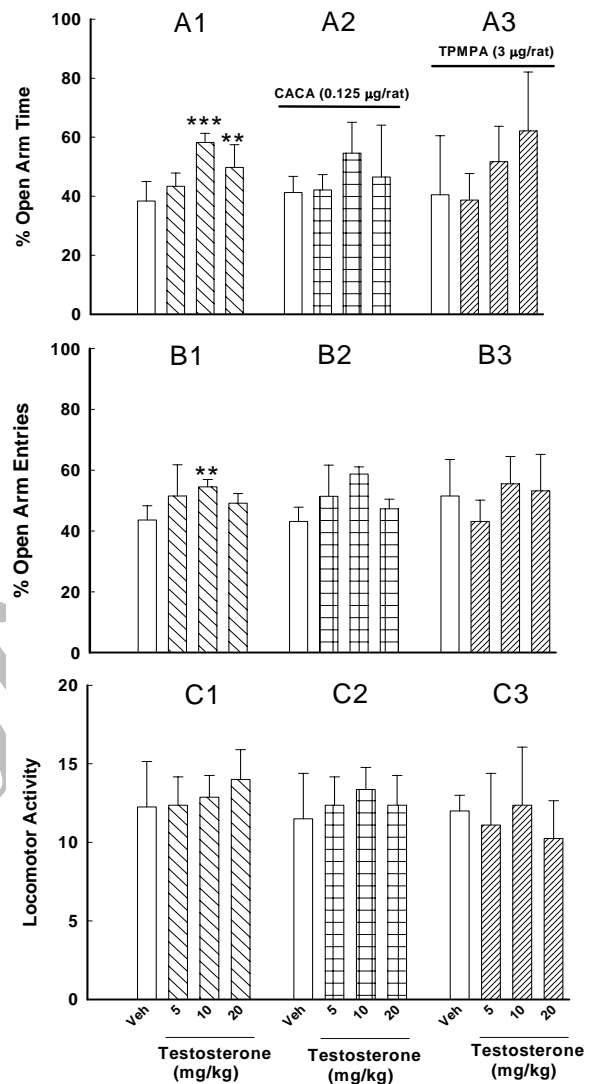 A1
A2
A3
TPMPA (3 µg/rat)
CACA (0.125 µg/rat)
***
**
% Open Arm Time
100
80
60
40
20
0
B1
B2
B3
**
% Open Arm Entries
100
80
60
40
20
0
C1
C2
C3
Locomotor Activity
20
15
10
5
0
Veh 5 10 20 Veh 5 10 20 Veh 5 10 20
Testosterone
(mg/kg)
Testosterone
(mg/kg)
Testosterone
(mg/kg)